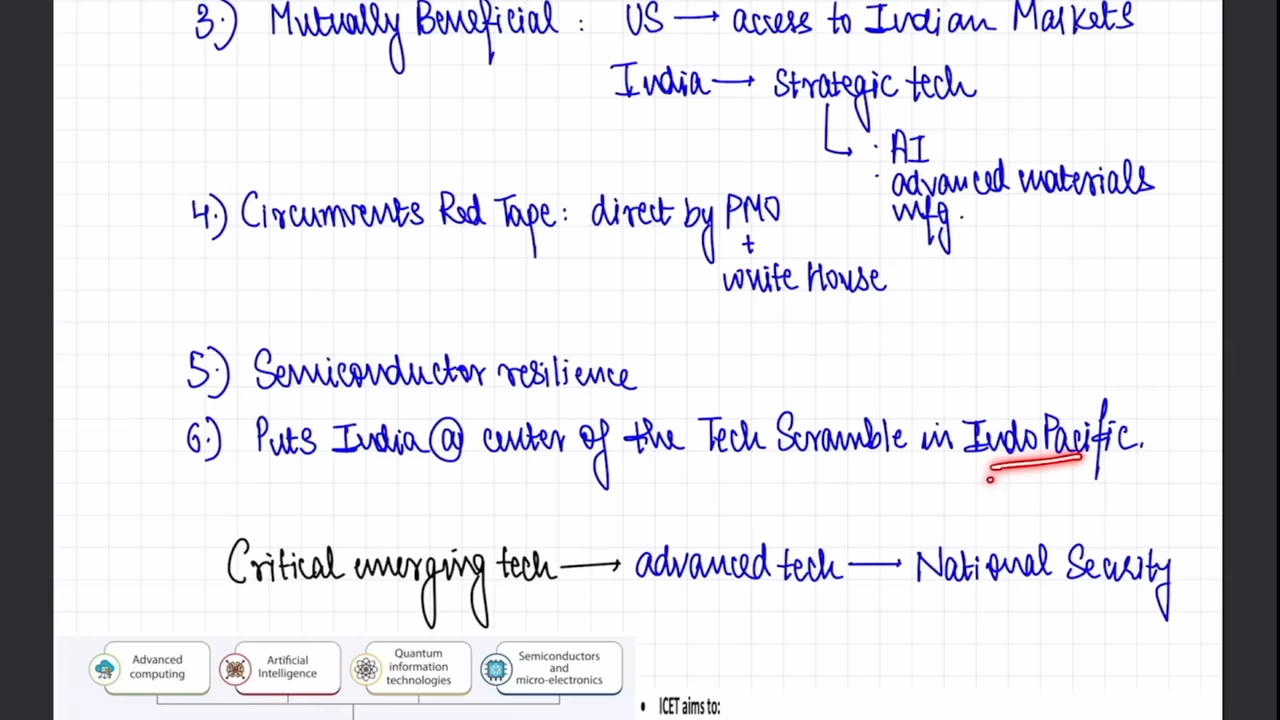 3.) Mutually Beneficial : US → access to Indian Markets
India → Strategic tech
· AI
· advanced materials
mfg.
4.) Circumvents Red Tape : direct by PMO
+
White House
5.) Semiconductor resilience
6.) Puts India @ center of the Tech Scramble in IndoPacific.
Critical emerging tech → advanced tech — National Security
Advanced
computing
Artificial
Intelligence
Quantum
information
technologies
Semiconductors
and
micro-electronics
• ICET aims to: